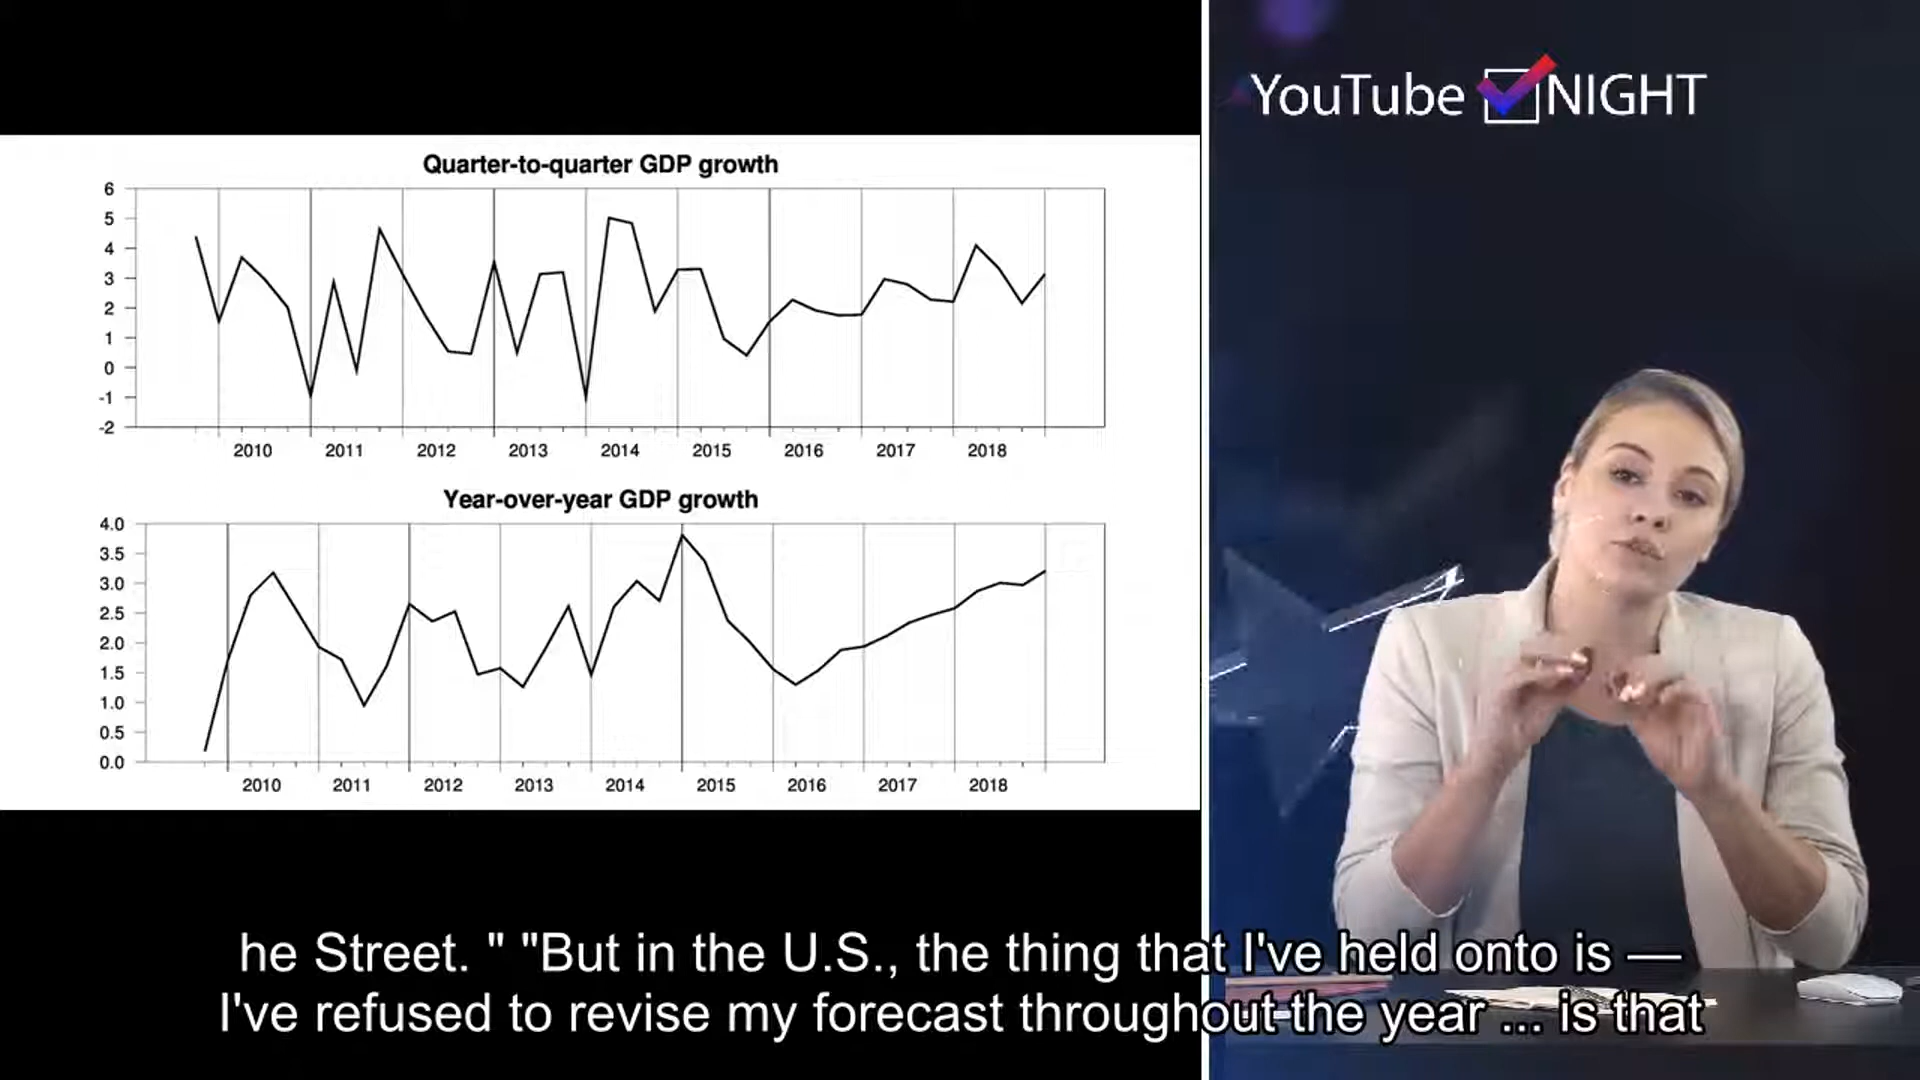 YouTube NIGHT
Quarter-to-quarter GDP growth
6
5
4
3
2
1
0
-1
-2
2010 2011 2012 2013 2014 2015 2016 2017 2018
Year-over-year GDP growth
4.0
3.5
3.0
2.5
2.0
1.5
1.0
0.5
0.0
2010 2011 2012 2013 2014 2015 2016 2017 2018
he Street. " "But in the U.S., the thing that I've held onto is —
I've refused to revise my forecast throughout the year ... is that